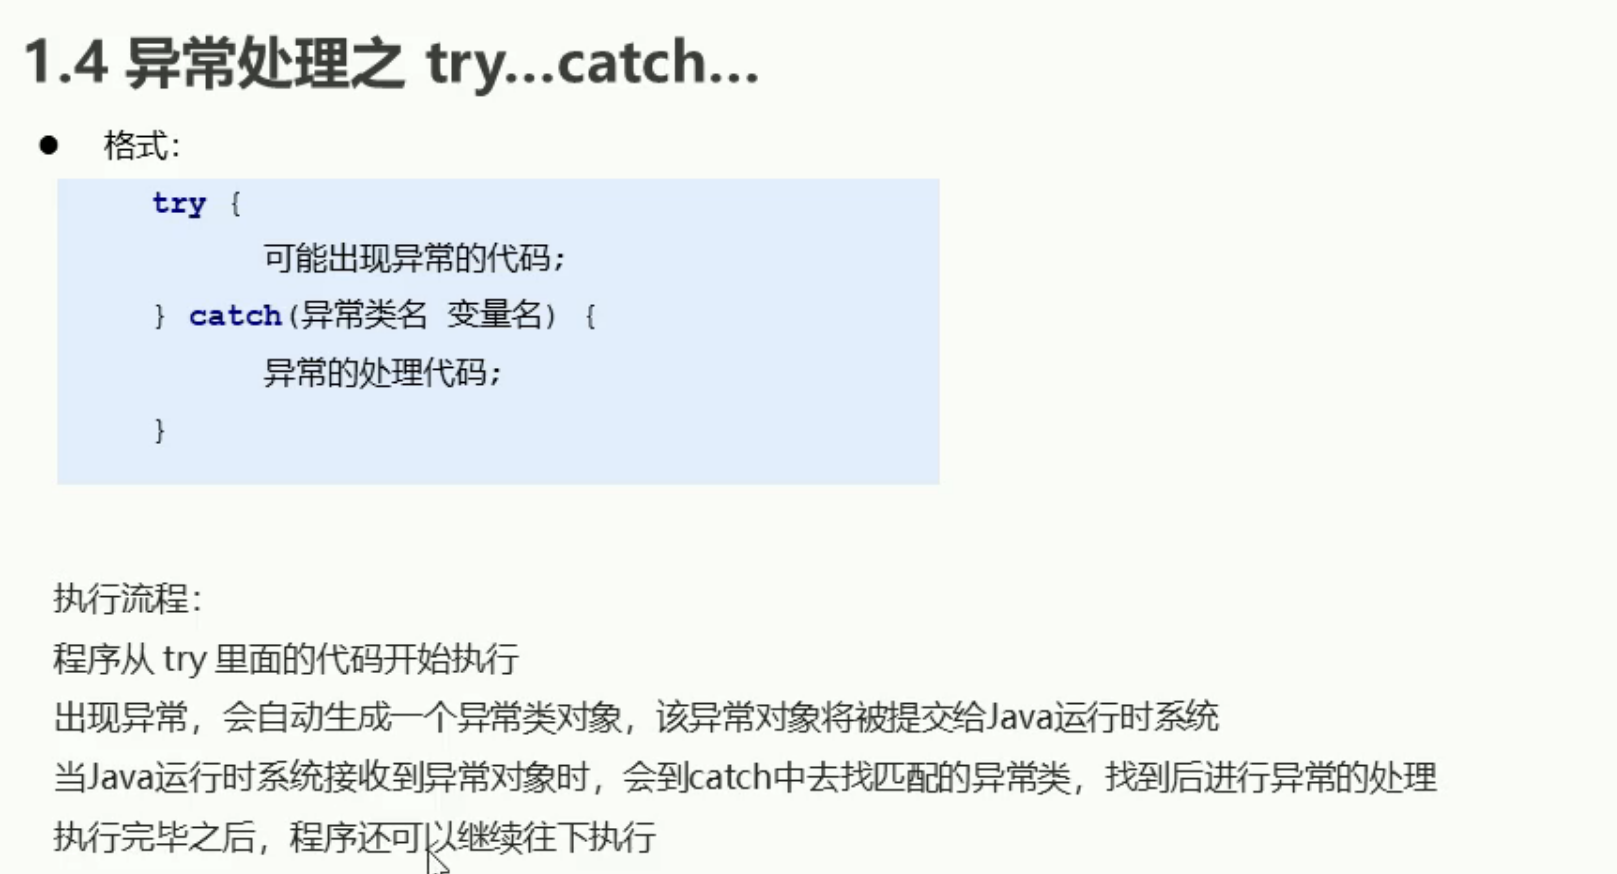 1.4 异常处理之 try...catch...
● 格式：
try {
可能出现异常的代码;
} catch(异常类名 变量名) {
异常的处理代码;
}
执行流程：
程序从 try 里面的代码开始执行
出现异常，会自动生成一个异常类对象，该异常对象将被提交给Java运行时系统
当Java运行时系统接收到异常对象时，会到catch中去找匹配的异常类，找到后进行异常的处理
执行完毕之后，程序还可以继续往下执行